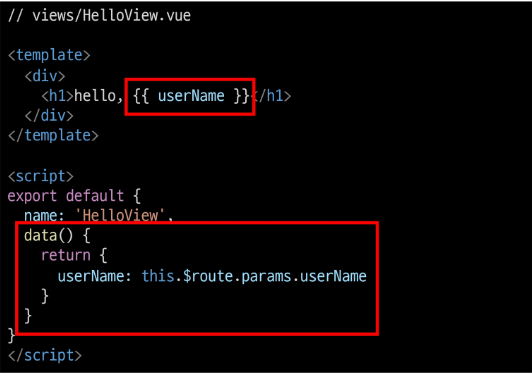 // views/HelloView.vue
<template>
<div>
<h1>hello, {{ userName }}</h1>
</div>
</template>
<script>
export default {
name: 'HelloView',
data() {
return {
userName: this.$route.params.userName
}
}
}
</script>